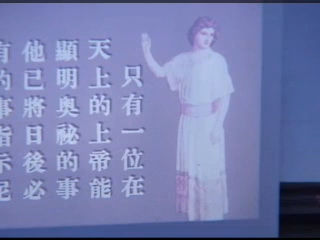 只有一位在
天上的上帝能
顯明奧祕的事
他已將日後必
有的事指示尼